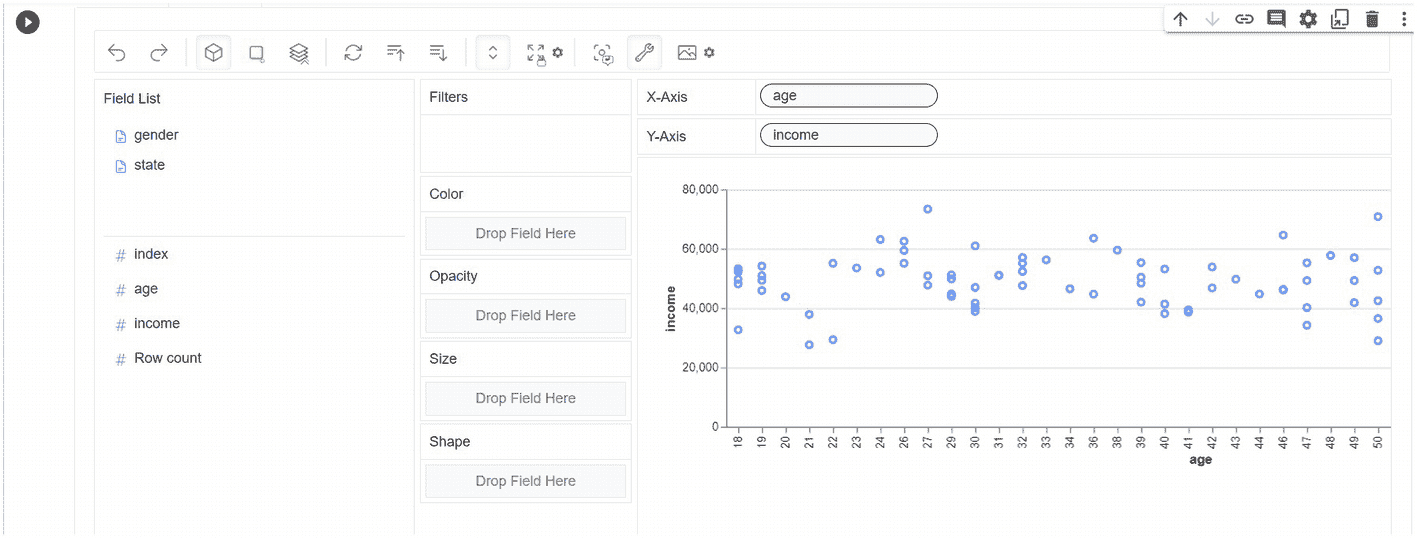 Field List
gender
state
index
age
income
Row count
Filters
Color
Drop Field Here
Opacity
Drop Field Here
Size
Drop Field Here
Shape
Drop Field Here
X-Axis
age
Y-Axis
income
80,000
60,000
40,000
20,000
0
income
18 19 20 21 22 23 24 26 27 29 30 31 32 33 34 36 38 39 40 41 42 43 44 46 47 48 49 50
age